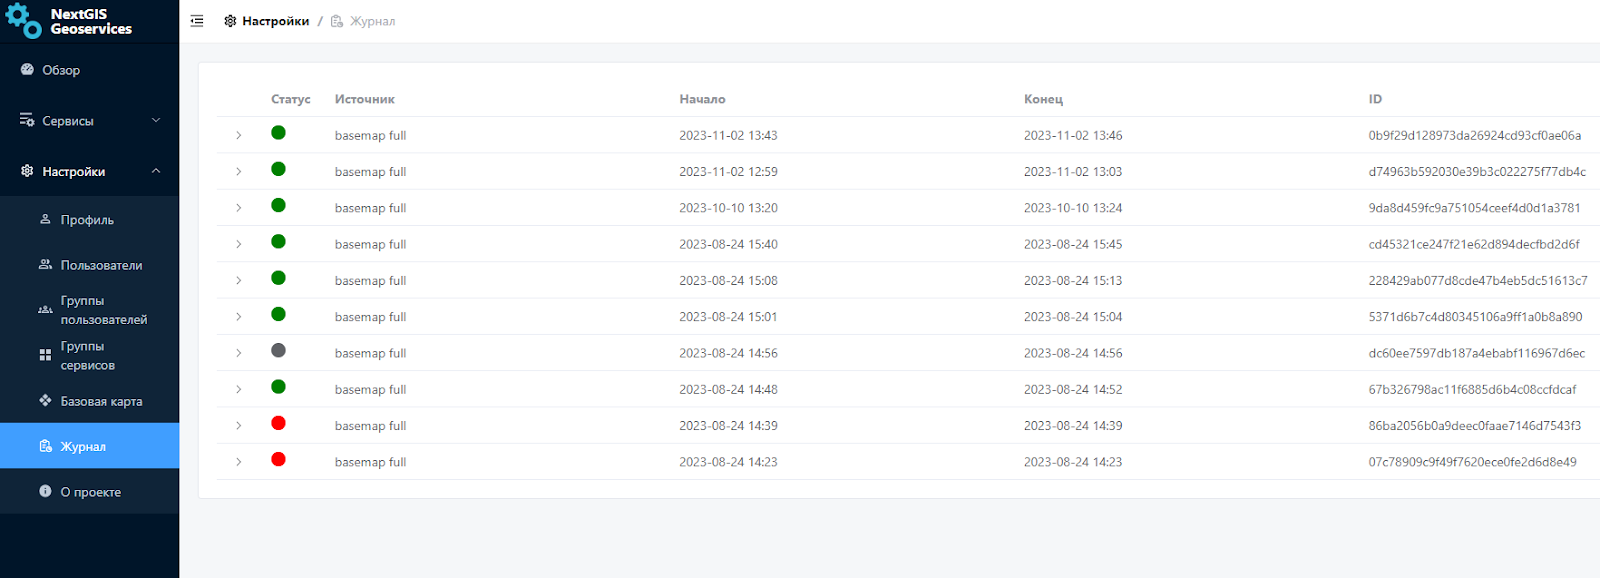 NextGIS
Geoservices
Настройки / Журнал
Обзор
Сервисы
Настройки
Профиль
Пользователи
Группы
пользователей
Группы
сервисов
Базовая карта
Журнал
О проекте
Статус Источник Начало Конец ID
basemap full 2023-11-02 13:43 2023-11-02 13:46 0b9f29d128973da26924cd93cf0ae06a
basemap full 2023-11-02 12:59 2023-11-02 13:03 d74963b592030e39b3c022275f77db4c
basemap full 2023-10-10 13:20 2023-10-10 13:24 9da8d459fc9a751054ceef4d0d1a3781
basemap full 2023-08-24 15:40 2023-08-24 15:45 cd45321ce247f21e62d894decfbd2d6f
basemap full 2023-08-24 15:08 2023-08-24 15:13 228429ab077d8cde47b4eb5dc51613c7
basemap full 2023-08-24 15:01 2023-08-24 15:04 5371d6b7c4d80345106a9ff1a0b8a890
basemap full 2023-08-24 14:56 2023-08-24 14:56 dc60ee7597db187a4ebabf116967d6ec
basemap full 2023-08-24 14:48 2023-08-24 14:52 67b326798ac11f6885d6b4c08ccfdcaf
basemap full 2023-08-24 14:39 2023-08-24 14:39 86ba2056b0a9deec0faae7146d7543f3
basemap full 2023-08-24 14:23 2023-08-24 14:23 07c78909c9f49f7620ece0fe2d6d8e49